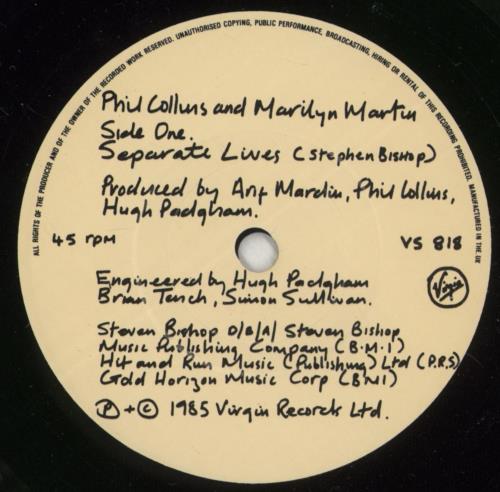 ALL RIGHTS OF THE PRODUCER AND OF THE OWNER OF THE RECORDED WORK RESERVED. UNAUTHORISED COPYING, PUBLIC PERFORMANCE, BROADCASTING, HIRING OR RENTAL OF THIS RECORDING PROHIBITED. MANUFACTURED IN THE UK
Phil Collins and Marilyn Martin
Side One.
Separate Lives (Stephen Bishop)
Produced by Arif Mardin, Phil Collins,
Hugh Padgham.
45 rpm
VS 818
Virgin
Engineered by Hugh Padgham
Brian Tench, Simon Sullivan.
Steven Bishop D/B/A/ Steven Bishop
Music Publishing Company (B.M.I)
Hit and Run Music (Publishing) Ltd (P.R.S)
Gold Horizon Music Corp (BMI)
Ⓟ + © 1985 Virgin Records Ltd.